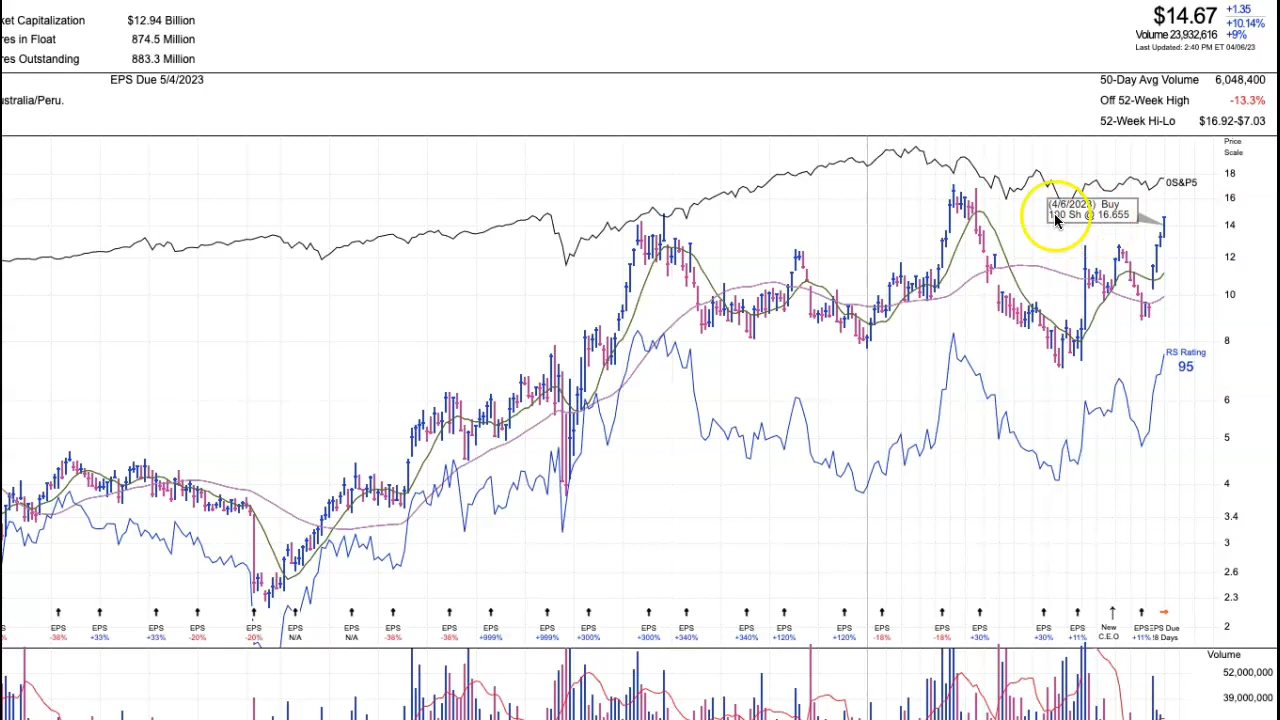 ket Capitalization $12.94 Billion
res in Float 874.5 Million
res Outstanding 883.3 Million
$14.67 +1.35
+10.14%
Volume 23,932,616 +9%
Last Updated: 2:40 PM ET 04/06/23
EPS Due 5/4/2023
ustralia/Peru.
50-Day Avg Volume 6,048,400
Off 52-Week High -13.3%
52-Week Hi-Lo $16.92-$7.03
Price
Scale
18
0S&P5
16
(4/6/2023) Buy
100 Sh @ 16.655
14
12
10
8
RS Rating
95
6
5
4
3.4
3
2.6
2.3
2
S EPS EPS EPS EPS EPS EPS EPS EPS EPS EPS EPS EPS EPS EPS EPS EPS EPS EPS EPS EPS EPS EPS New EPS EPS Due
% -38% +33% +33% -20% -20% N/A N/A -36% -38% +999% +999% +300% +300% +340% +340% +120% +120% -18% -18% +30% +30% +11% C.E.O +11% !8 Days
Volume
52,000,000
39,000,000